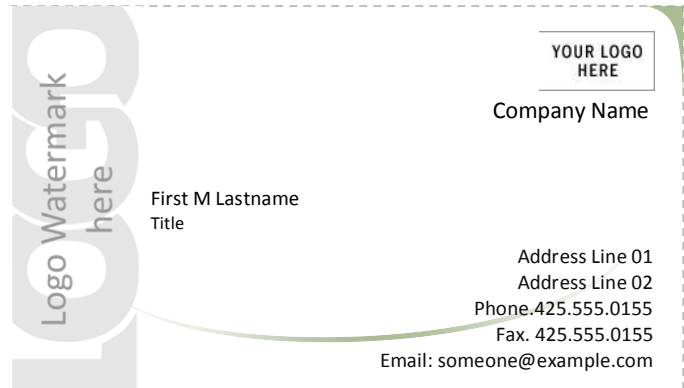 LOGO
Logo Watermark
here
YOUR LOGO
HERE
Company Name
First M Lastname
Title
Address Line 01
Address Line 02
Phone.425.555.0155
Fax. 425.555.0155
Email: someone@example.com